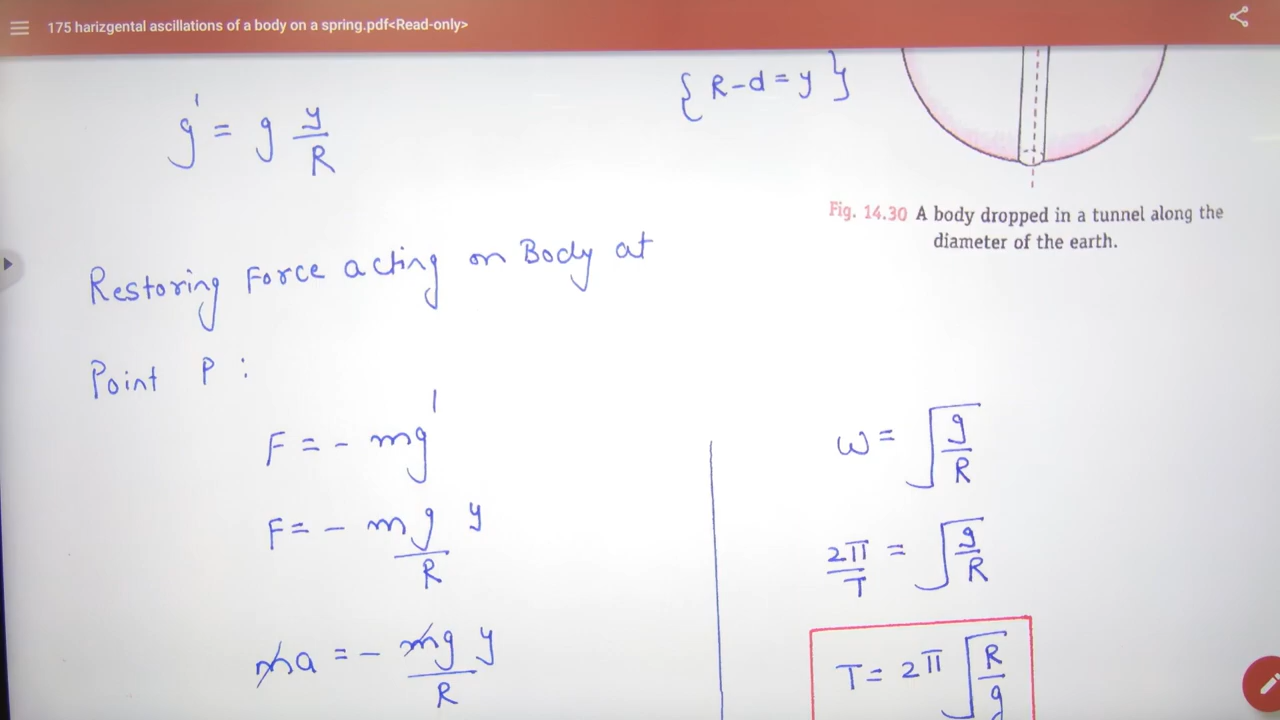 175 harizgental ascillations of a body on a spring.pdf<Read-only>
{ R-d = y }
g' = g y/R
Fig. 14.30 A body dropped in a tunnel along the
diameter of the earth.
Restoring Force acting on Body at
Point P :
F = - mg'
F = - mg/R y
ma = - mg/R y
ω = √(g/R)
2π/T = √(g/R)
T = 2π √(R/g)